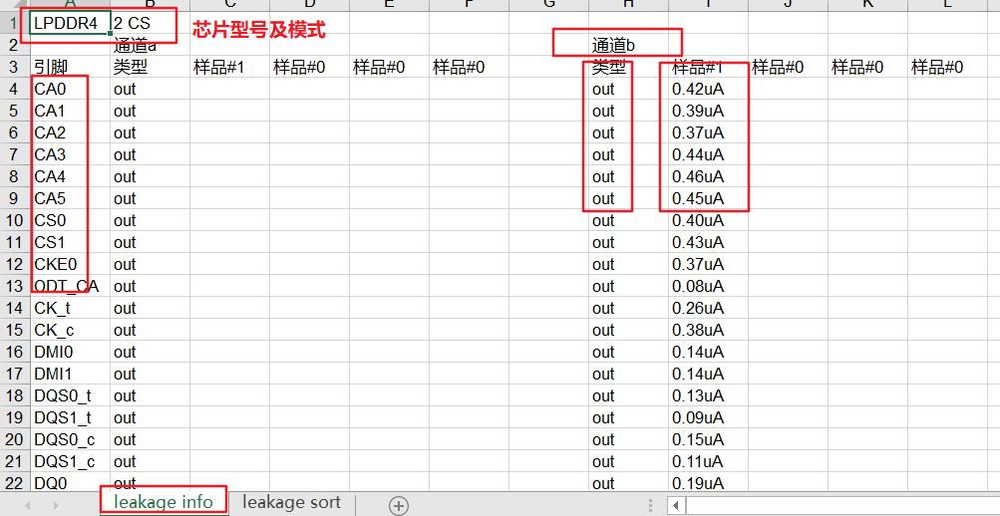 A B C D E F G H I J K L
1 LPDDR4 2 CS 芯片型号及模式
2 通道a 通道b
3 引脚 类型 样品#1 样品#0 样品#0 样品#0 类型 样品#1 样品#0 样品#0 样品#0
4 CA0 out out 0.42uA
5 CA1 out out 0.39uA
6 CA2 out out 0.37uA
7 CA3 out out 0.44uA
8 CA4 out out 0.46uA
9 CA5 out out 0.45uA
10 CS0 out out 0.40uA
11 CS1 out out 0.43uA
12 CKE0 out out 0.37uA
13 ODT_CA out out 0.08uA
14 CK_t out out 0.26uA
15 CK_c out out 0.38uA
16 DMI0 out out 0.14uA
17 DMI1 out out 0.14uA
18 DQS0_t out out 0.13uA
19 DQS1_t out out 0.09uA
20 DQS0_c out out 0.15uA
21 DQS1_c out out 0.11uA
22 DQ0 out out 0.19uA
leakage info leakage sort